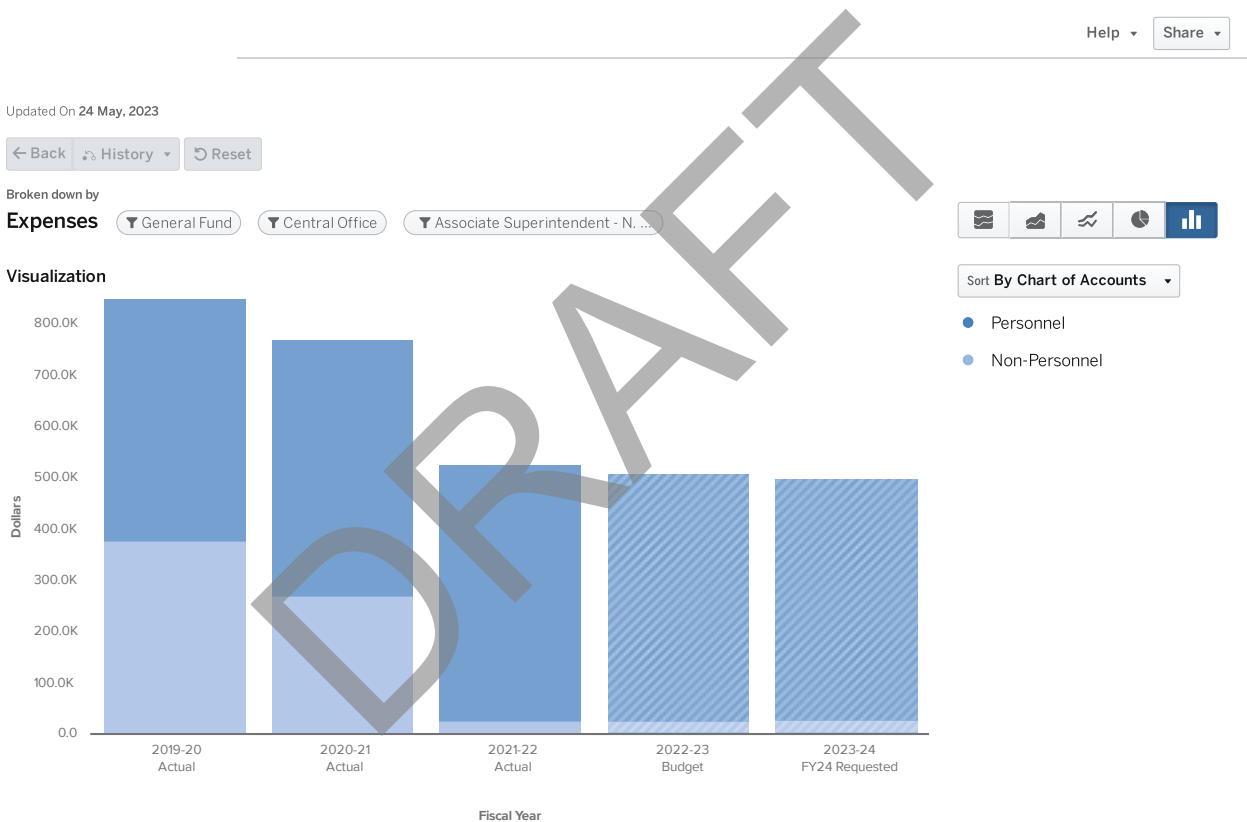 Help
Share
Updated On 24 May, 2023
Back
History
Reset
Broken down by
Expenses
General Fund
Central Office
Associate Superintendent - N. ...
Visualization
Sort By Chart of Accounts
Personnel
Non-Personnel
800.0K
700.0K
600.0K
500.0K
400.0K
300.0K
200.0K
100.0K
0.0
Dollars
2019-20
Actual
2020-21
Actual
2021-22
Actual
2022-23
Budget
2023-24
FY24 Requested
Fiscal Year
DRAFT